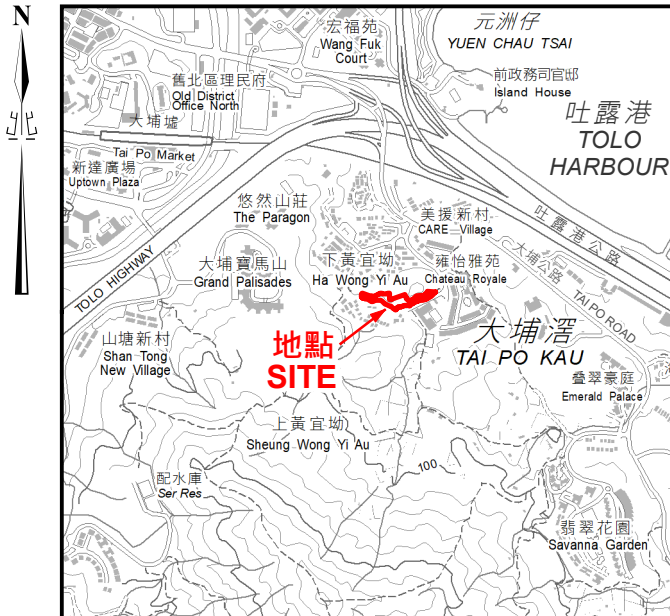 N
宏福苑
Wang Fuk
Court
元洲仔
YUEN CHAU TSAI
前政務司官邸
Island House
舊北區理民府
Old District
Office North
吐露港
TOLO
HARBOUR
大埔墟
Tai Po Market
新達廣場
Uptown Plaza
悠然山莊
The Paragon
美援新村
CARE Village
吐露港公路
大埔公路
TAI PO ROAD
TOLO HIGHWAY
大埔寶馬山
Grand Palisades
下黃宜坳
Ha Wong Yi Au
雍怡雅苑
Chateau Royale
山塘新村
Shan Tong
New Village
地點
SITE
大埔滘
TAI PO KAU
叠翠豪庭
Emerald Palace
上黃宜坳
Sheung Wong Yi Au
100
配水庫
Ser Res
翡翠花園
Savanna Garden